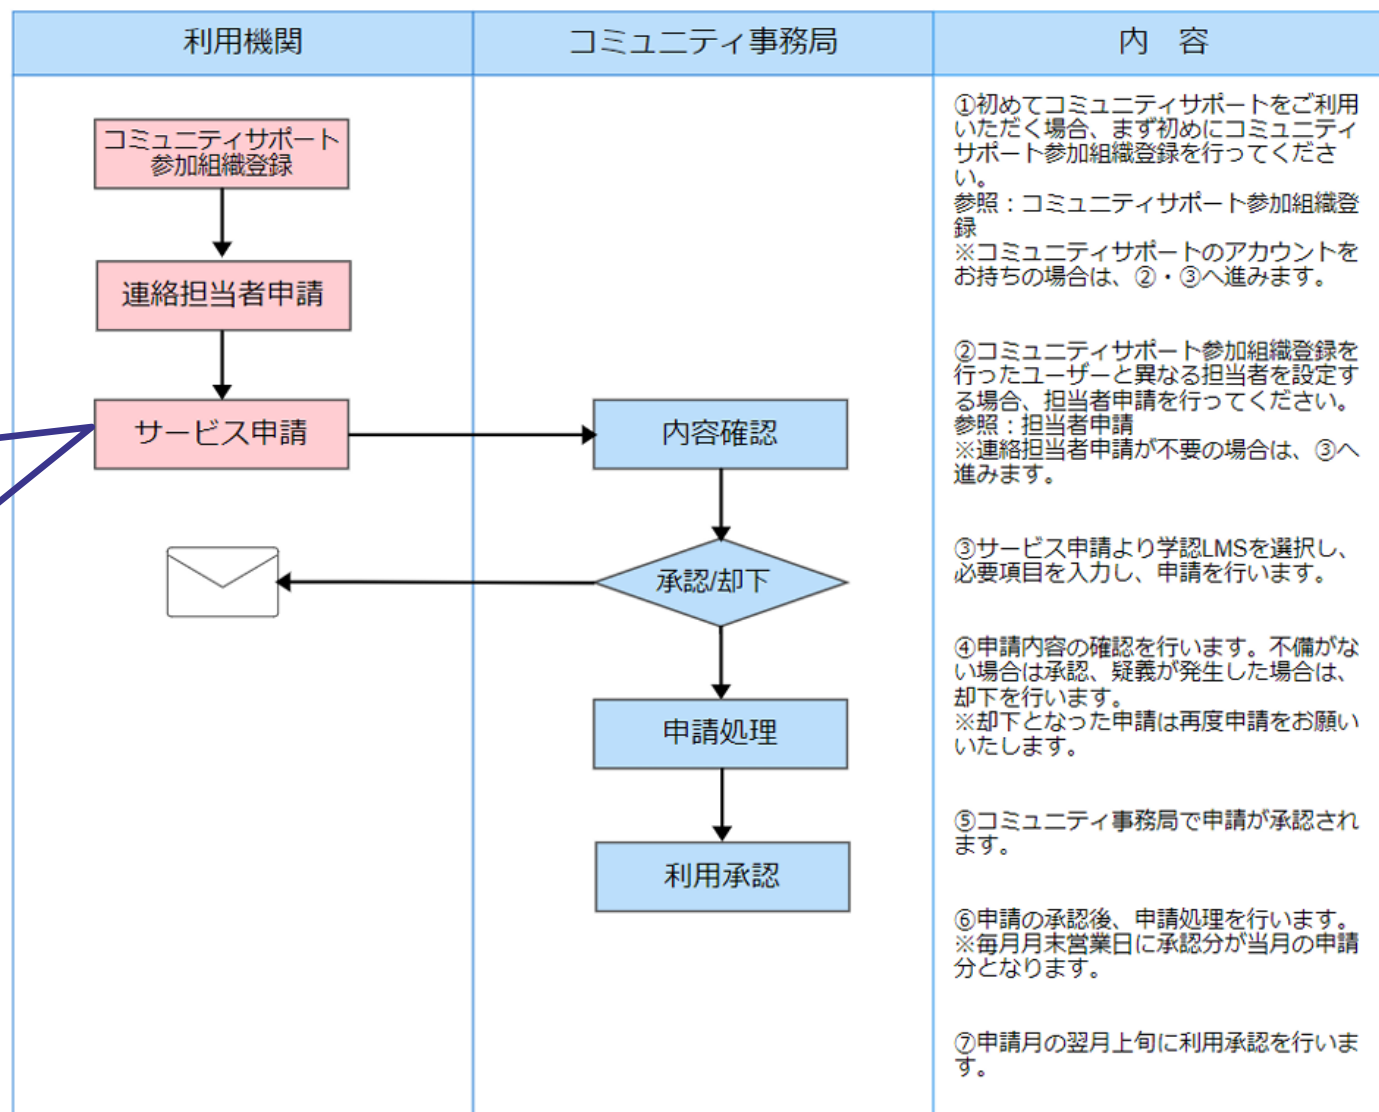 利用機関
コミュニティ事務局
内　容
コミュニティサポート
参加組織登録
連絡担当者申請
サービス申請
内容確認
承認/却下
申請処理
利用承認
①初めてコミュニティサポートをご利用
いただく場合、まず初めにコミュニティ
サポート参加組織登録を行ってくださ
い。
参照：コミュニティサポート参加組織登
録
※コミュニティサポートのアカウントを
お持ちの場合は、②・③へ進みます。
②コミュニティサポート参加組織登録を
行ったユーザーと異なる担当者を設定す
る場合、担当者申請を行ってください。
参照：担当者申請
※連絡担当者申請が不要の場合は、③へ
進みます。
③サービス申請より学認LMSを選択し、
必要項目を入力し、申請を行います。
④申請内容の確認を行います。不備がな
い場合は承認、疑義が発生した場合は、
却下を行います。
※却下となった申請は再度申請をお願い
いたします。
⑤コミュニティ事務局で申請が承認され
ます。
⑥申請の承認後、申請処理を行います。
※毎月月末営業日に承認分が当月の申請
分となります。
⑦申請月の翌月上旬に利用承認を行いま
す。